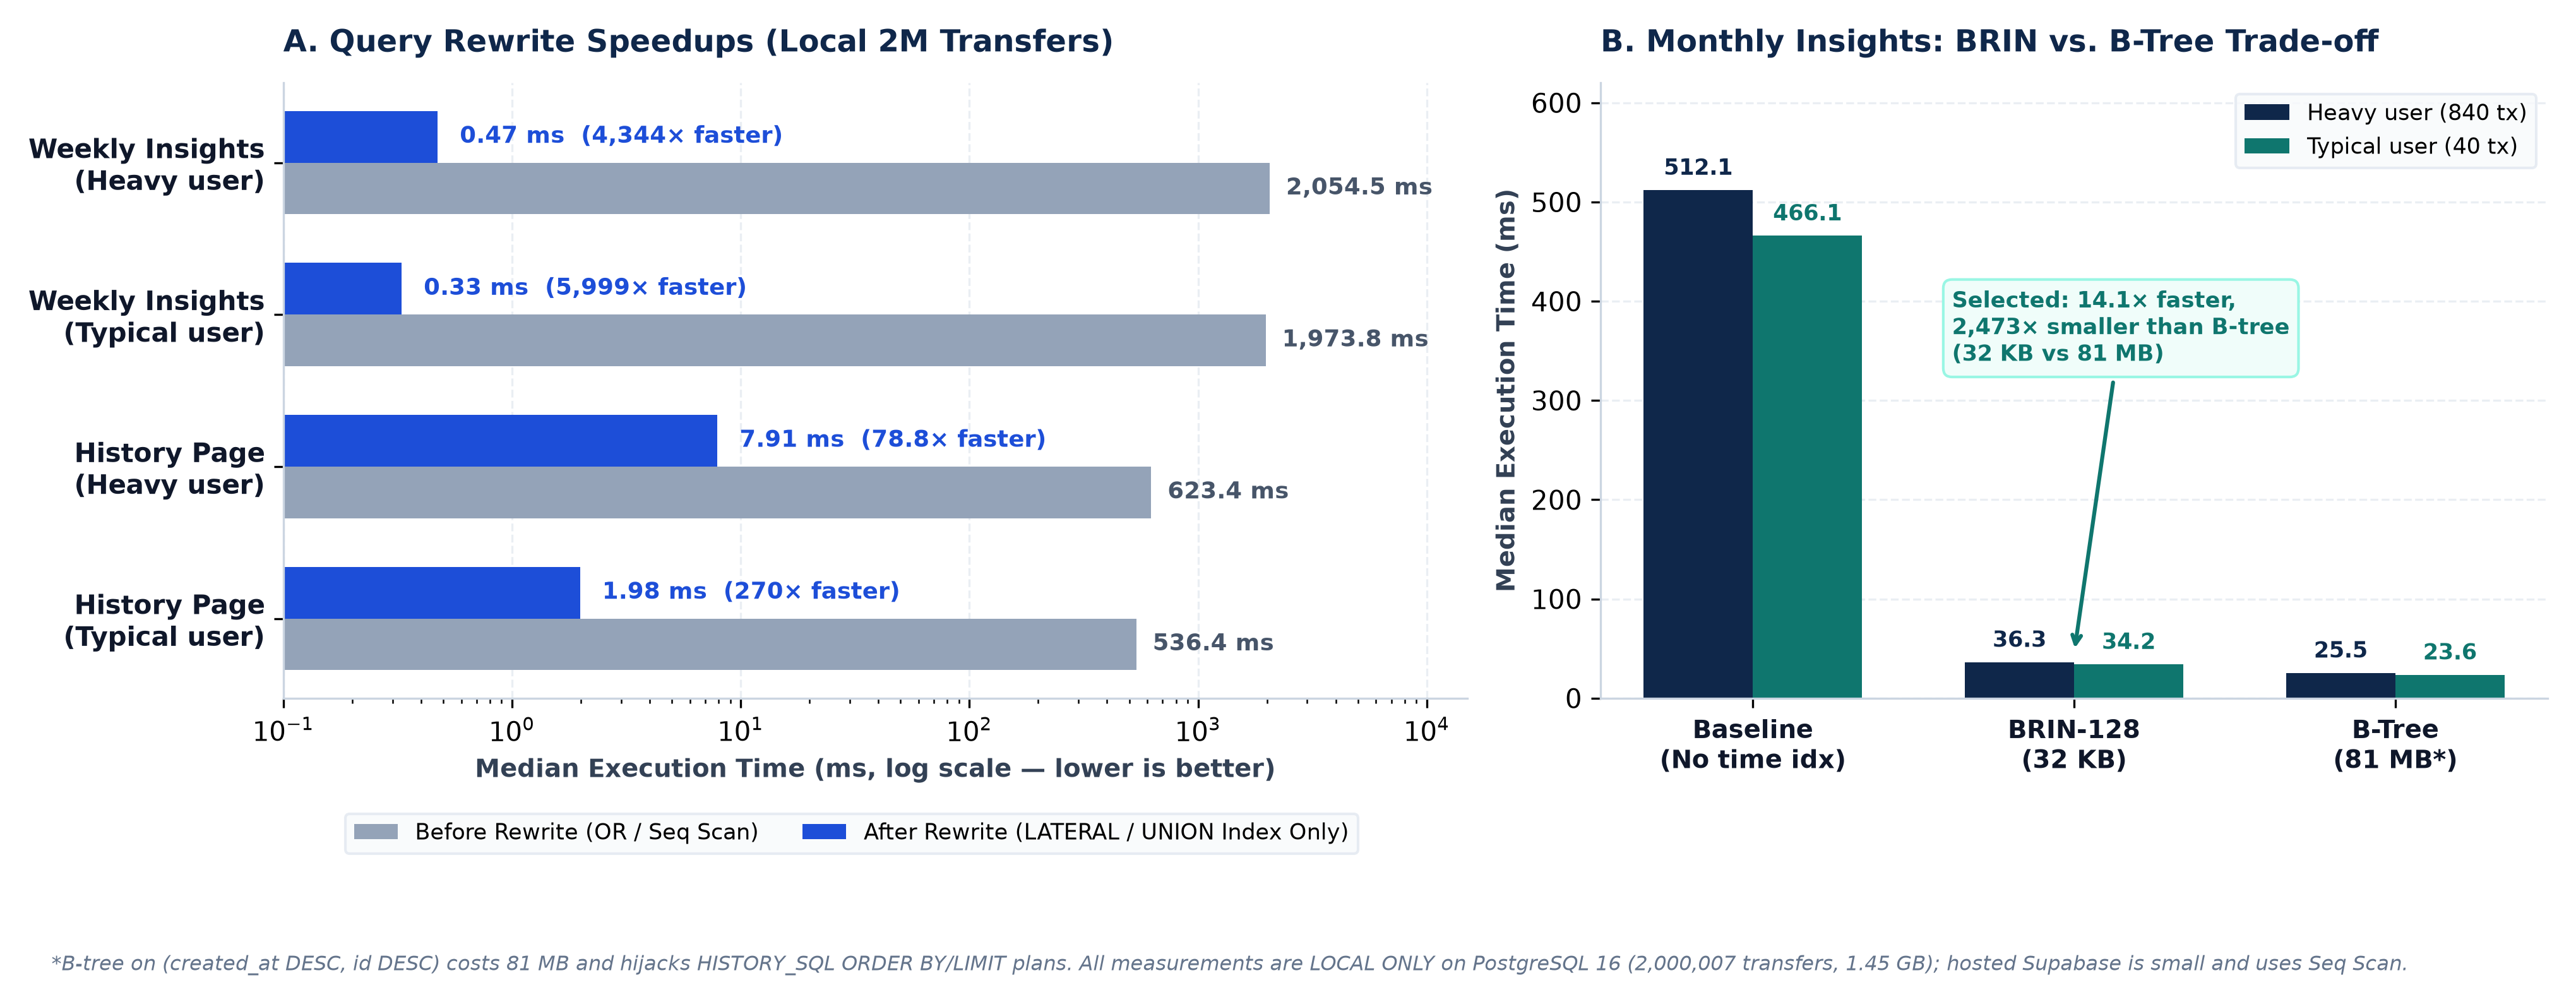 A. Query Rewrite Speedups (Local 2M Transfers)
Weekly Insights
(Heavy user)
0.47 ms (4,344× faster)
2,054.5 ms
Weekly Insights
(Typical user)
0.33 ms (5,999× faster)
1,973.8 ms
History Page
(Heavy user)
7.91 ms (78.8× faster)
623.4 ms
History Page
(Typical user)
1.98 ms (270× faster)
536.4 ms
10⁻¹ 10⁰ 10¹ 10² 10³ 10⁴
Median Execution Time (ms, log scale — lower is better)
Before Rewrite (OR / Seq Scan)
After Rewrite (LATERAL / UNION Index Only)
B. Monthly Insights: BRIN vs. B-Tree Trade-off
Median Execution Time (ms)
600
500
400
300
200
100
0
Heavy user (840 tx)
Typical user (40 tx)
512.1
466.1
Selected: 14.1× faster,
2,473× smaller than B-tree
(32 KB vs 81 MB)
36.3
34.2
25.5
23.6
Baseline
(No time idx)
BRIN-128
(32 KB)
B-Tree
(81 MB*)
*B-tree on (created_at DESC, id DESC) costs 81 MB and hijacks HISTORY_SQL ORDER BY/LIMIT plans. All measurements are LOCAL ONLY on PostgreSQL 16 (2,000,007 transfers, 1.45 GB); hosted Supabase is small and uses Seq Scan.